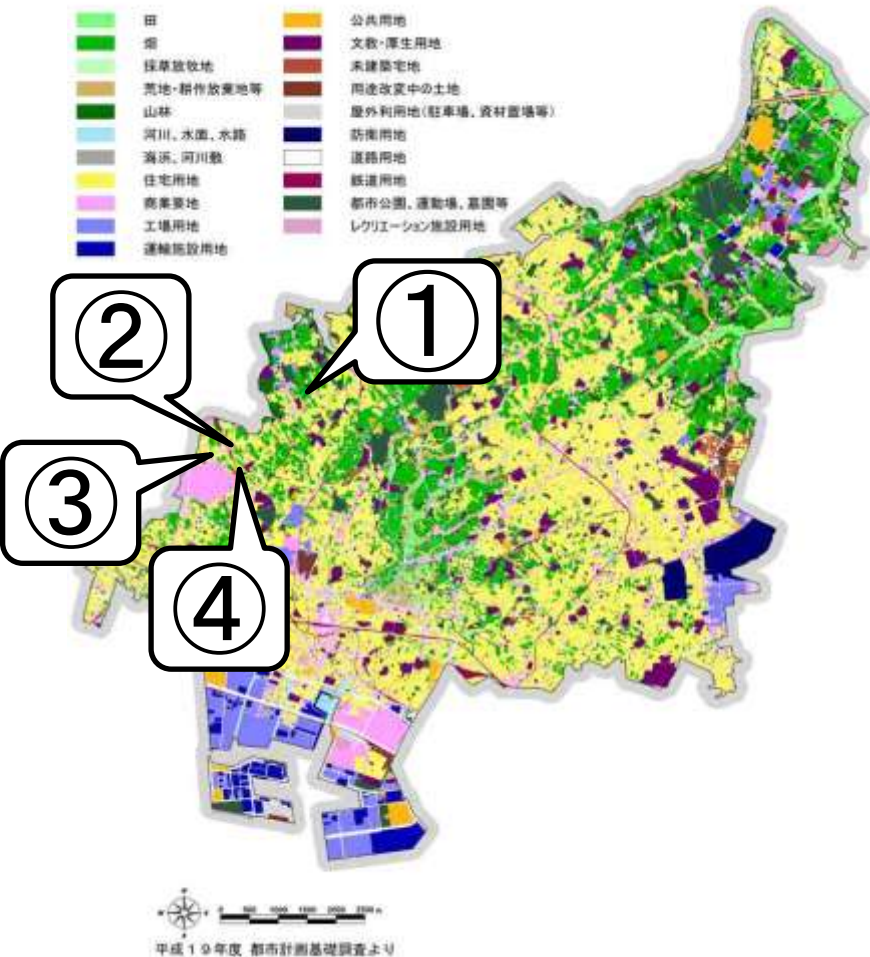 田
畑
採草放牧地
荒地・耕作放棄地等
山林
河川、水面、水路
海浜、河川敷
住宅用地
商業業地
工場用地
運輸施設用地
公共用地
文教・厚生用地
未建築宅地
用途改変中の土地
屋外利用地(駐車場、資材置場等)
防衛用地
道路用地
鉄道用地
都市公園、運動場、墓園等
レクリエーション施設用地
①
②
③
④
0 500 1000 1500 2000 2500 m
平成19年度 都市計画基礎調査より